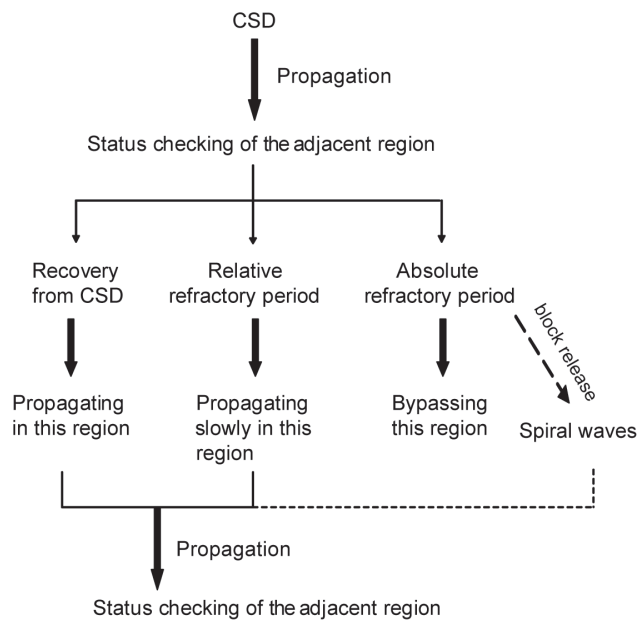 CSD
Propagation
Status checking of the adjacent region
Recovery
from CSD
Relative
refractory period
Absolute
refractory period
block release
Propagating
in this region
Propagating
slowly in this
region
Bypassing
this region
Spiral waves
Propagation
Status checking of the adjacent region